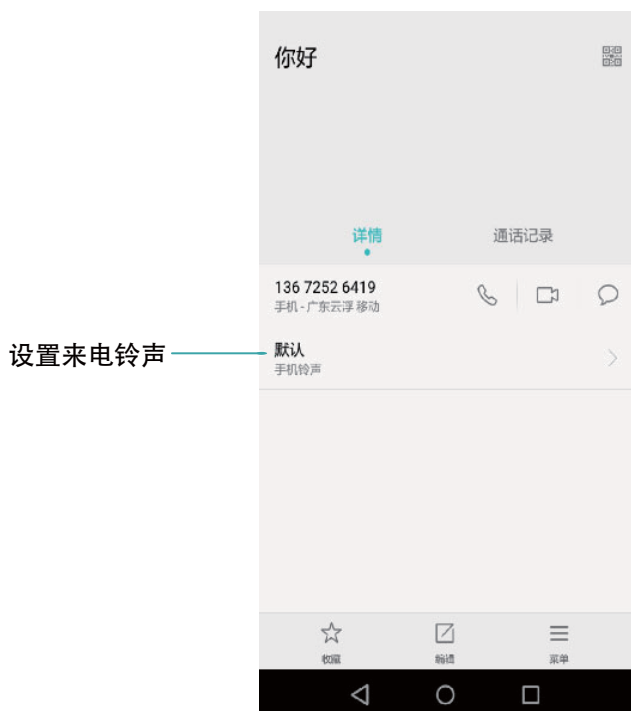 你好
详情
通话记录
136 7252 6419
手机 - 广东云浮 移动
设置来电铃声
默认
手机铃声
收藏
编辑
菜单